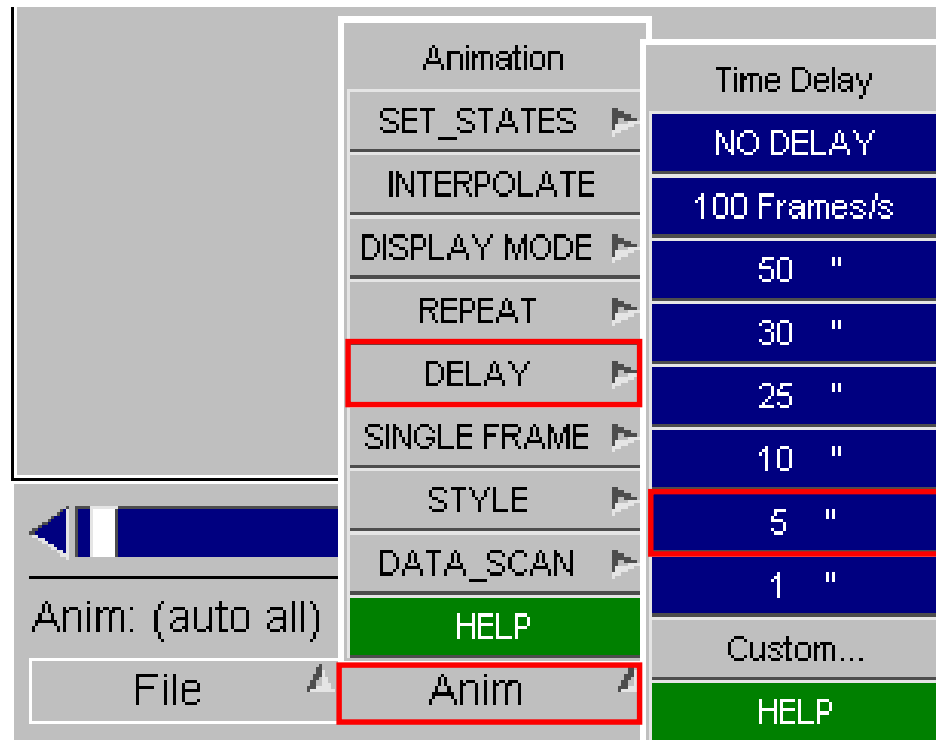 Animation
SET_STATES
INTERPOLATE
DISPLAY MODE
REPEAT
DELAY
SINGLE FRAME
STYLE
DATA_SCAN
HELP
Time Delay
NO DELAY
100 Frames/s
50 "
30 "
25 "
10 "
5 "
1 "
Custom...
HELP
Anim: (auto all)
File
Anim